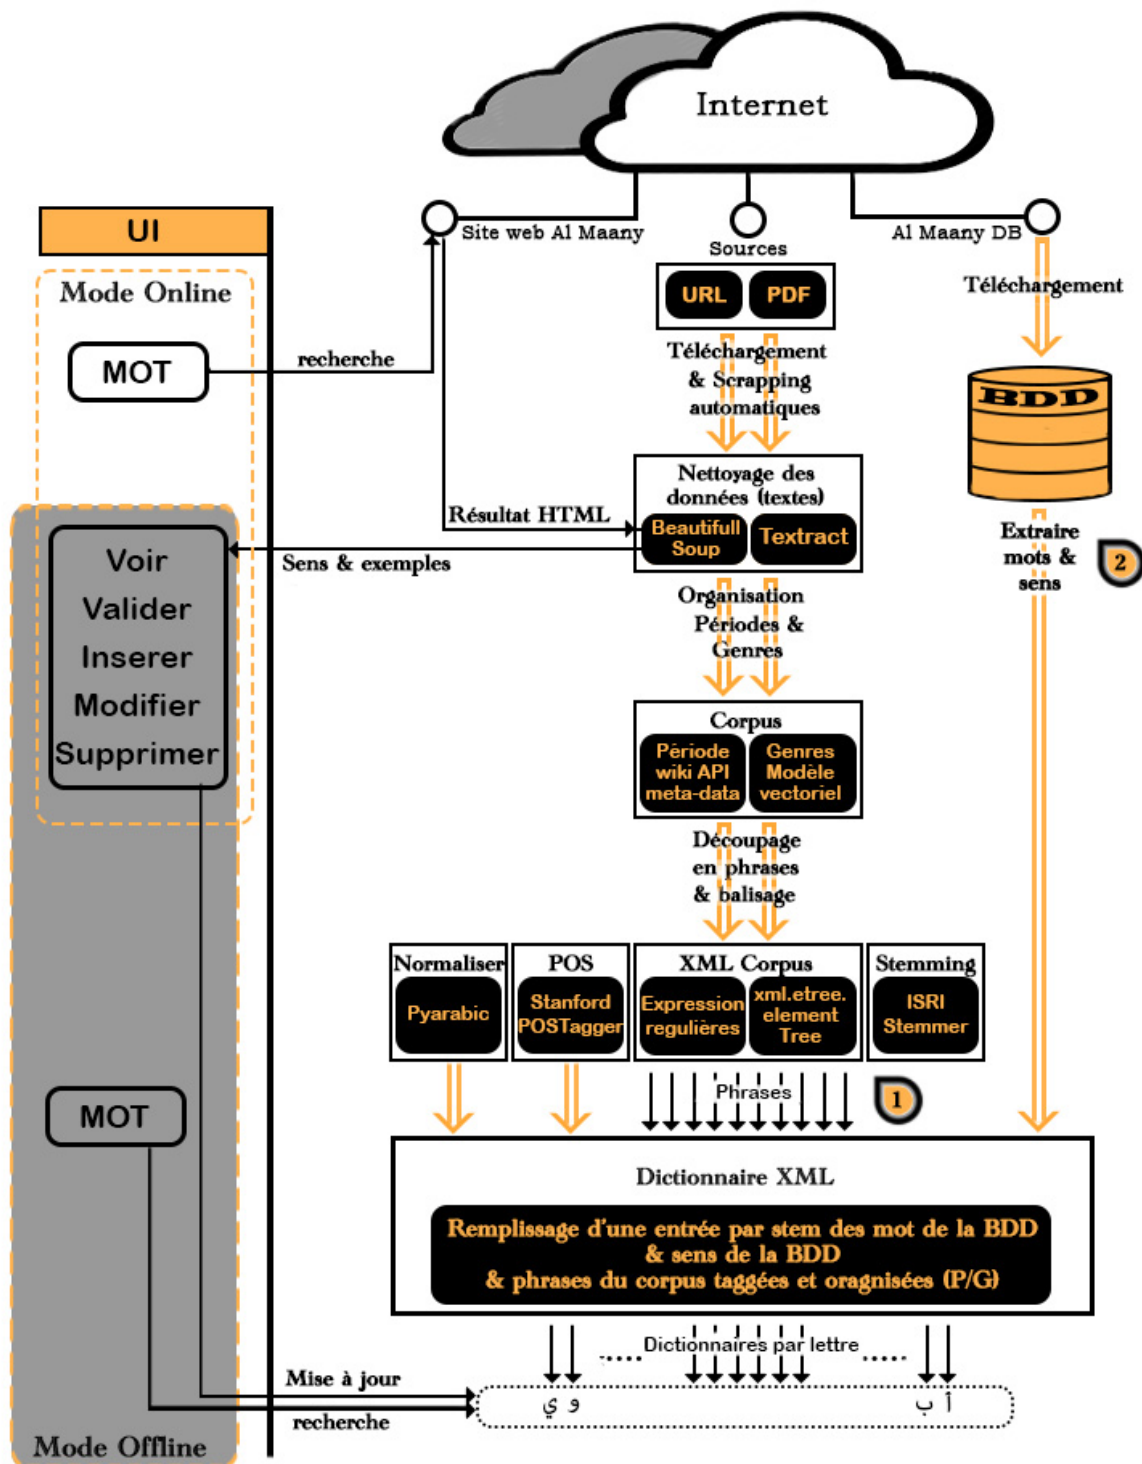 Internet
Site web Al Maany
Sources
Al Maany DB
UI
Mode Online
MOT
recherche
URL
PDF
Téléchargement
& Scrapping
automatiques
Téléchargement
BDD
Nettoyage des
données (textes)
Beautifull
Soup
Textract
Résultat HTML
Sens & exemples
Extraire
mots &
sens
2
Voir
Valider
Inserer
Modifier
Supprimer
Organisation
Périodes &
Genres
Corpus
Période
wiki API
meta-data
Genres
Modèle
vectoriel
Découpage
en phrases
& balisage
Normaliser
Pyarabic
POS
Stanford
POSTagger
XML Corpus
Expression
regulières
xml.etree.
element
Tree
Stemming
ISRI
Stemmer
Phrases
1
MOT
Dictionnaire XML
Remplissage d'une entrée par stem des mot de la BDD
& sens de la BDD
& phrases du corpus taggées et oragnisées (P/G)
Dictionnaires par lettre
Mise à jour
recherche
أ ب
و ي
Mode Offline